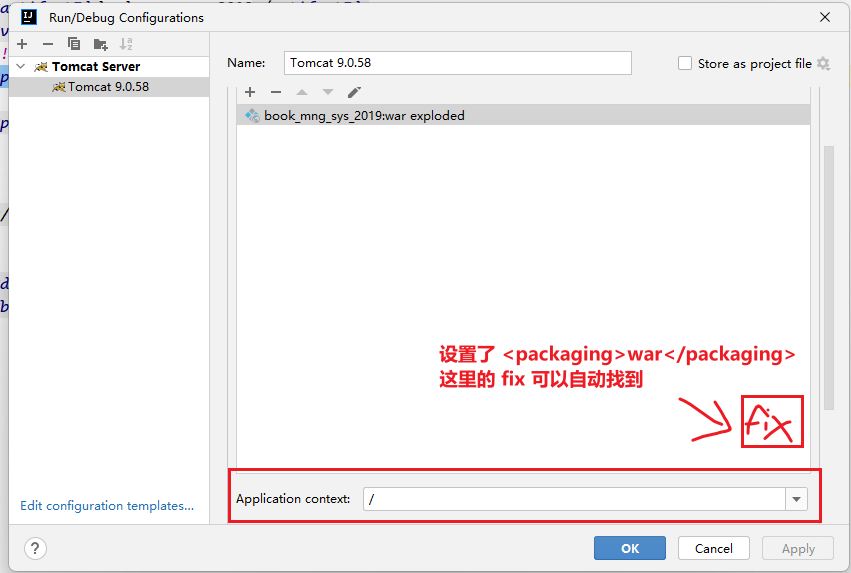 Run/Debug Configurations
Name:
Tomcat 9.0.58
Store as project file
Tomcat Server
Tomcat 9.0.58
book_mng_sys_2019:war exploded
设置了 <packaging>war</packaging>
这里的 fix 可以自动找到
fix
Application context:
/
Edit configuration templates...
?
OK
Cancel
Apply